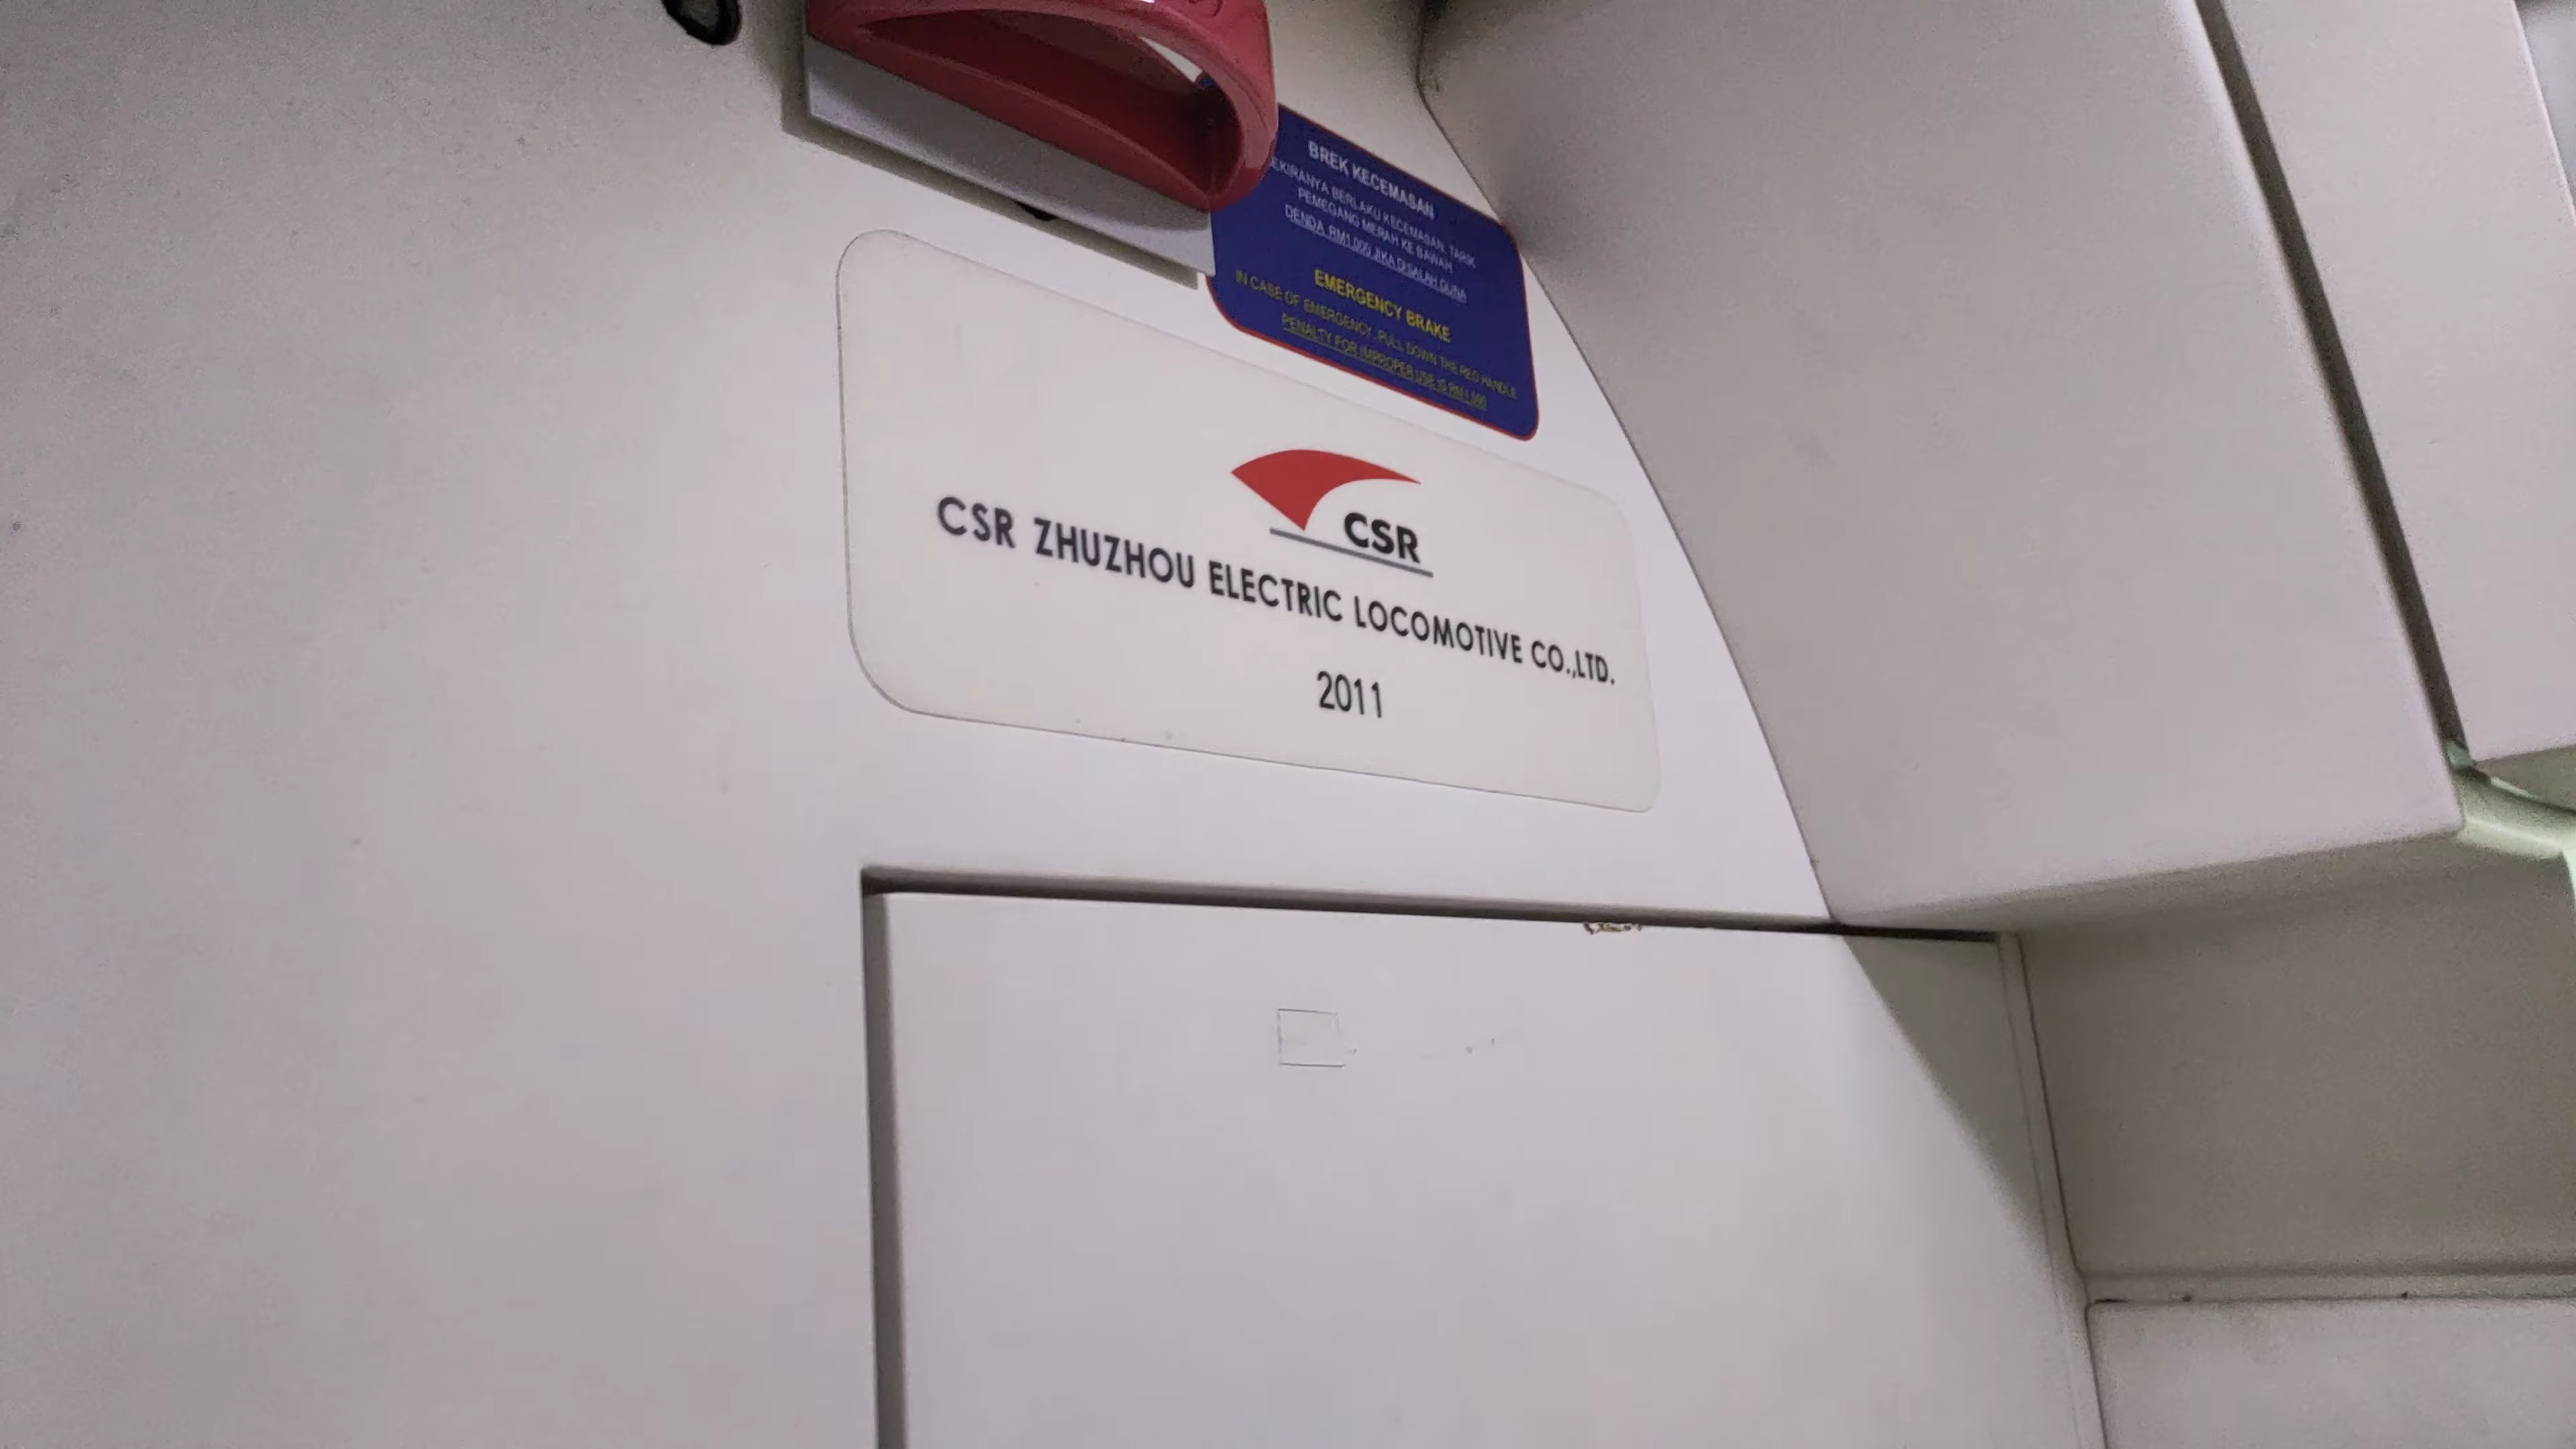 BREK KECEMASAN
EKIRANYA BERLAKU KECEMASAN, TARIK
PEMEGANG MERAH KE BAWAH
DENDA RM1,000 JIKA DISALAH GUNA
EMERGENCY BRAKE
IN CASE OF EMERGENCY, PULL DOWN THE RED HANDLE
PENALTY FOR IMPROPER USE IS RM1,000
CSR
CSR ZHUZHOU ELECTRIC LOCOMOTIVE CO.,LTD.
2011